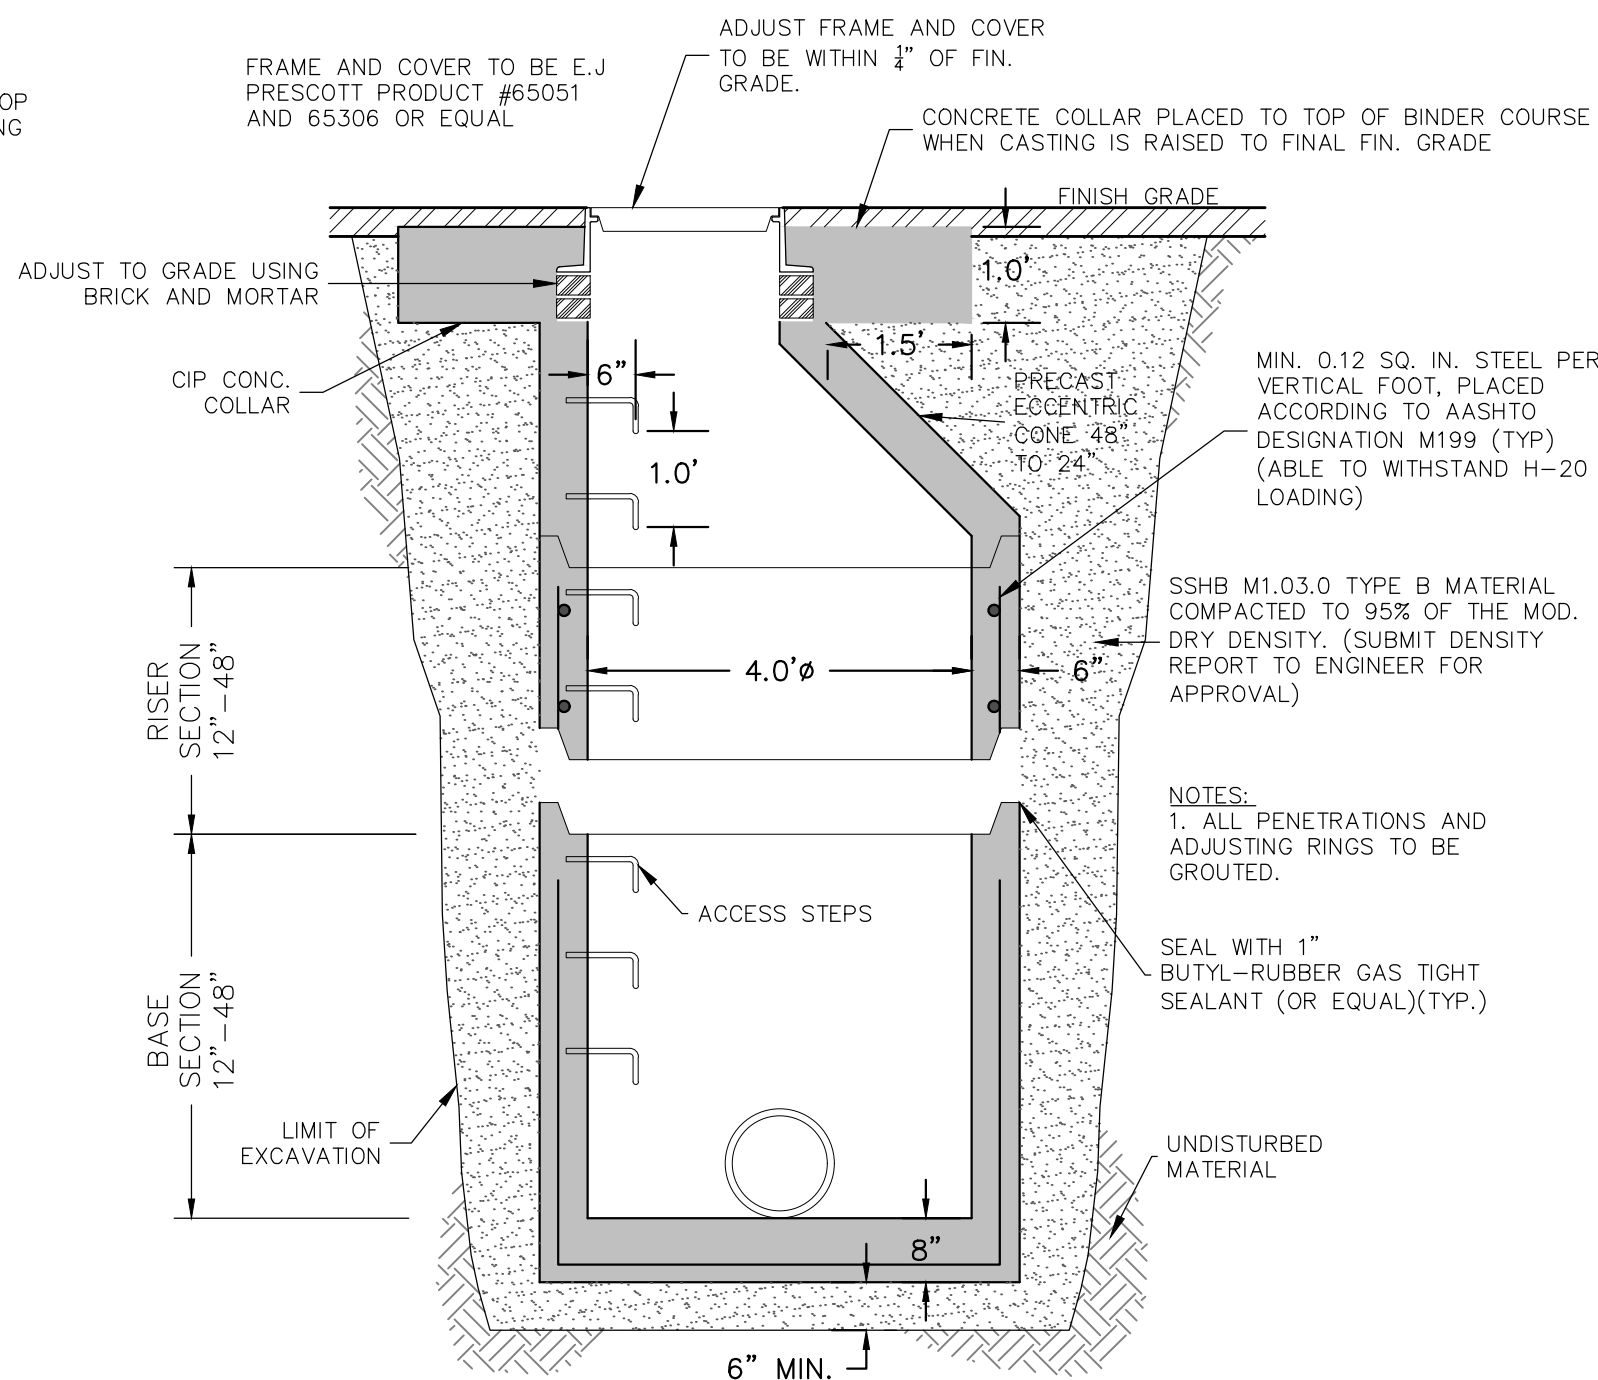 ADJUST FRAME AND COVER
TO BE WITHIN 1/4" OF FIN.
GRADE.
FRAME AND COVER TO BE E.J
PRESCOTT PRODUCT #65051
AND 65306 OR EQUAL
OP
NG
CONCRETE COLLAR PLACED TO TOP OF BINDER COURSE
WHEN CASTING IS RAISED TO FINAL FIN. GRADE
FINISH GRADE
ADJUST TO GRADE USING
BRICK AND MORTAR
1.0'
1.5'
CIP CONC.
COLLAR
6"
PRECAST
ECCENTRIC
CONE 48"
TO 24"
1.0'
MIN. 0.12 SQ. IN. STEEL PER
VERTICAL FOOT, PLACED
ACCORDING TO AASHTO
DESIGNATION M199 (TYP)
(ABLE TO WITHSTAND H-20
LOADING)
SSHB M1.03.0 TYPE B MATERIAL
COMPACTED TO 95% OF THE MOD.
DRY DENSITY. (SUBMIT DENSITY
REPORT TO ENGINEER FOR
APPROVAL)
4.0'ø
6"
RISER
SECTION
12"-48"
NOTES:
1. ALL PENETRATIONS AND
ADJUSTING RINGS TO BE
GROUTED.
ACCESS STEPS
SEAL WITH 1"
BUTYL-RUBBER GAS TIGHT
SEALANT (OR EQUAL)(TYP.)
BASE
SECTION
12"-48"
LIMIT OF
EXCAVATION
UNDISTURBED
MATERIAL
8"
6" MIN.